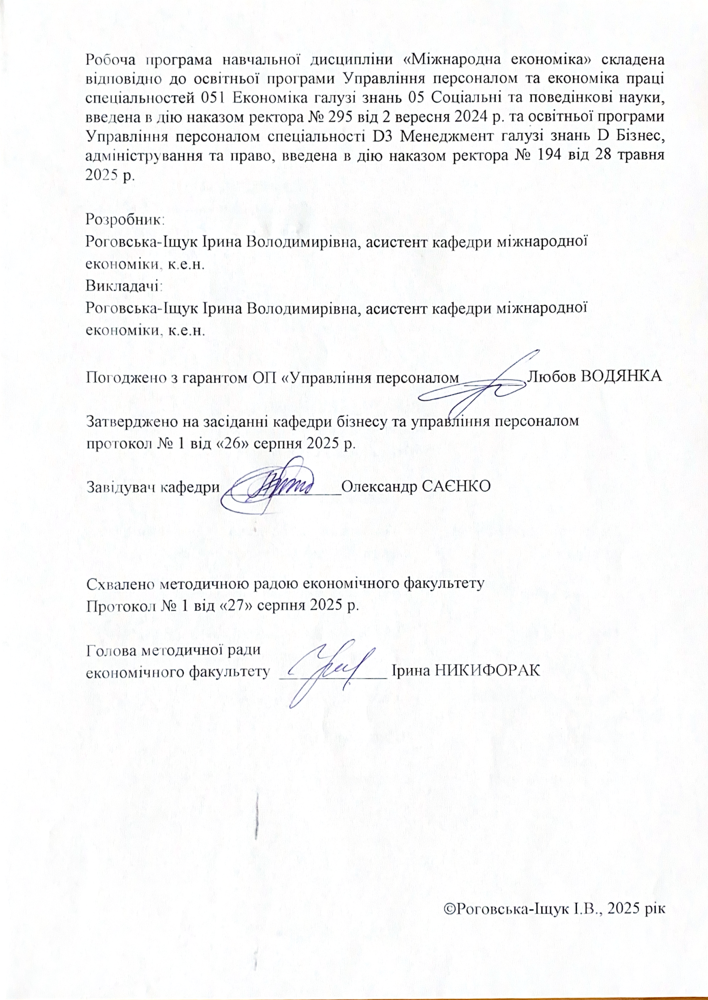 Робоча програма навчальної дисципліни «Міжнародна економіка» складена
відповідно до освітньої програми Управління персоналом та економіка праці
спеціальностей 051 Економіка галузі знань 05 Соціальні та поведінкові науки,
введена в дію наказом ректора № 295 від 2 вересня 2024 р. та освітньої програми
Управління персоналом спеціальності D3 Менеджмент галузі знань D Бізнес,
адміністрування та право, введена в дію наказом ректора № 194 від 28 травня
2025 р.
Розробник:
Роговська-Іщук Ірина Володимирівна, асистент кафедри міжнародної
економіки, к.е.н.
Викладачі:
Роговська-Іщук Ірина Володимирівна, асистент кафедри міжнародної
економіки, к.е.н.
Погоджено з гарантом ОП «Управління персоналом ________Любов ВОДЯНКА
Затверджено на засіданні кафедри бізнесу та управління персоналом
протокол № 1 від «26» серпня 2025 р.
Завідувач кафедри ______________Олександр САЄНКО
Схвалено методичною радою економічного факультету
Протокол № 1 від «27» серпня 2025 р.
Голова методичної ради
економічного факультету _____________ Ірина НИКИФОРАК
©Роговська-Іщук І.В., 2025 рік